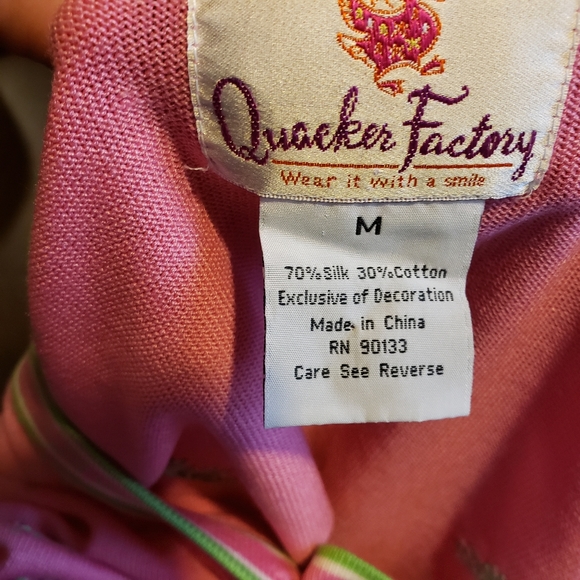 Quacker Factory
Wear it with a smile
M
70%Silk 30%Cotton
Exclusive of Decoration
Made in China
RN 90133
Care See Reverse